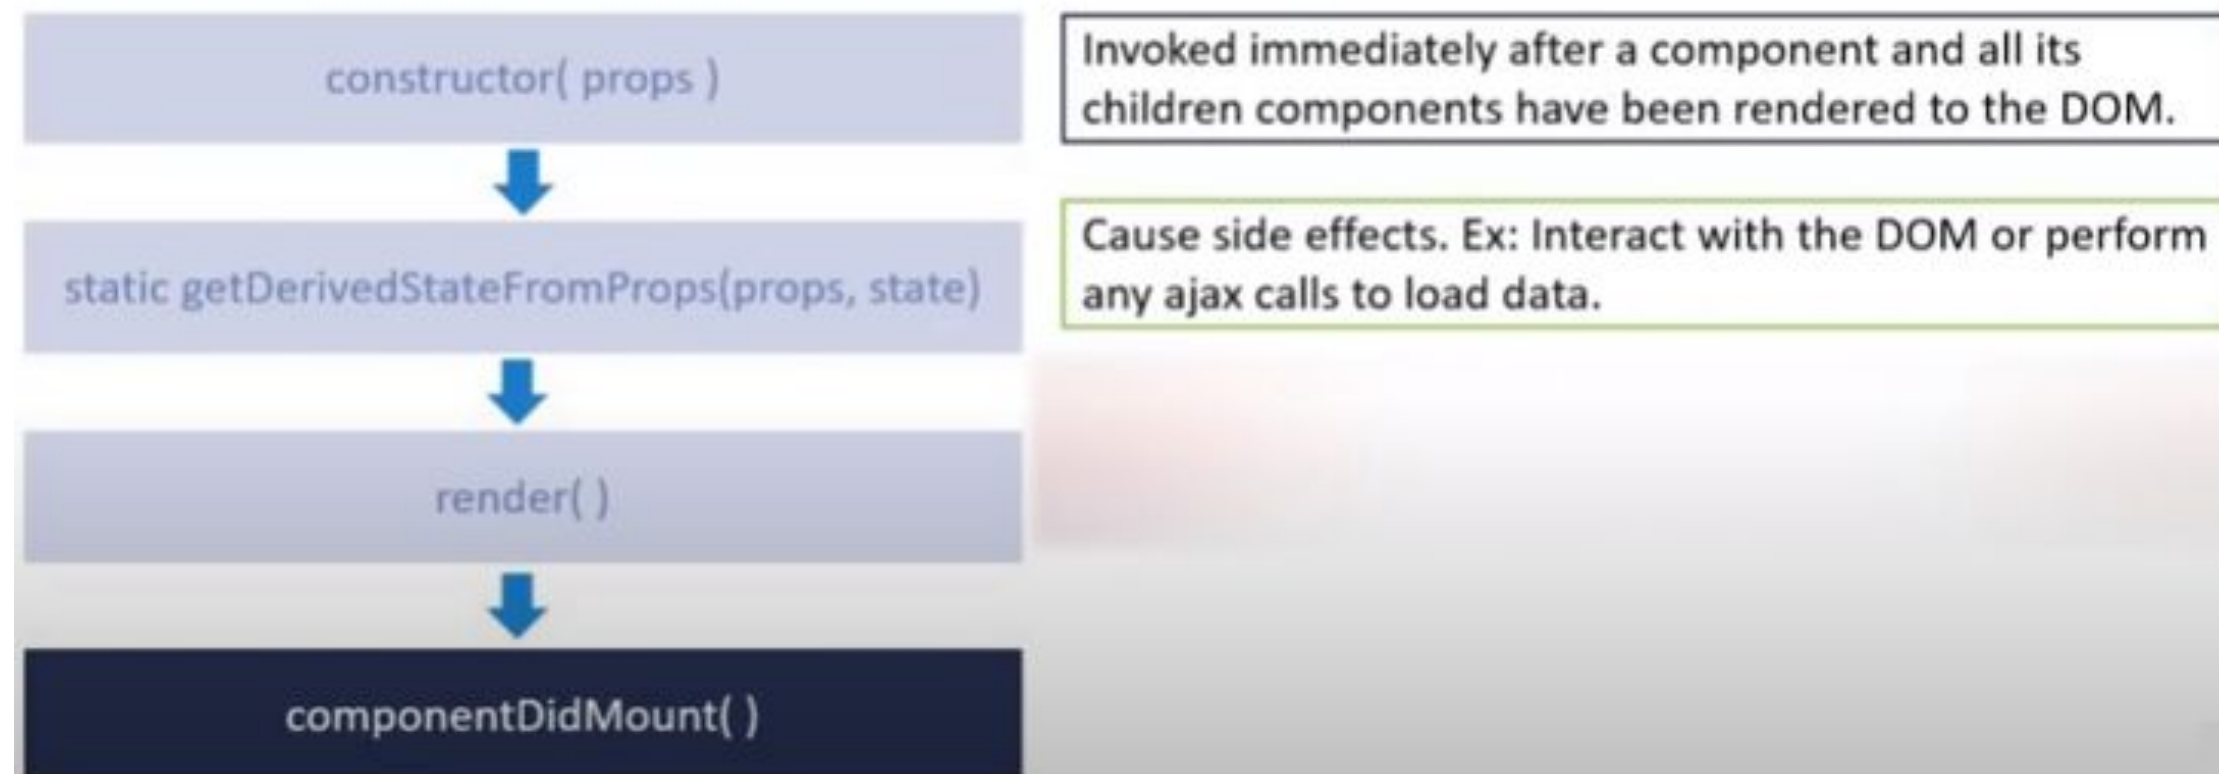 constructor( props )
static getDerivedStateFromProps(props, state)
render( )
componentDidMount( )
Invoked immediately after a component and all its
children components have been rendered to the DOM.
Cause side effects. Ex: Interact with the DOM or perform
any ajax calls to load data.